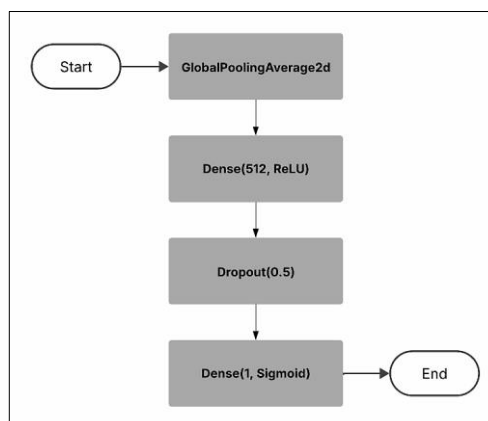 Start
GlobalPoolingAverage2d
Dense(512, ReLU)
Dropout(0.5)
Dense(1, Sigmoid)
End